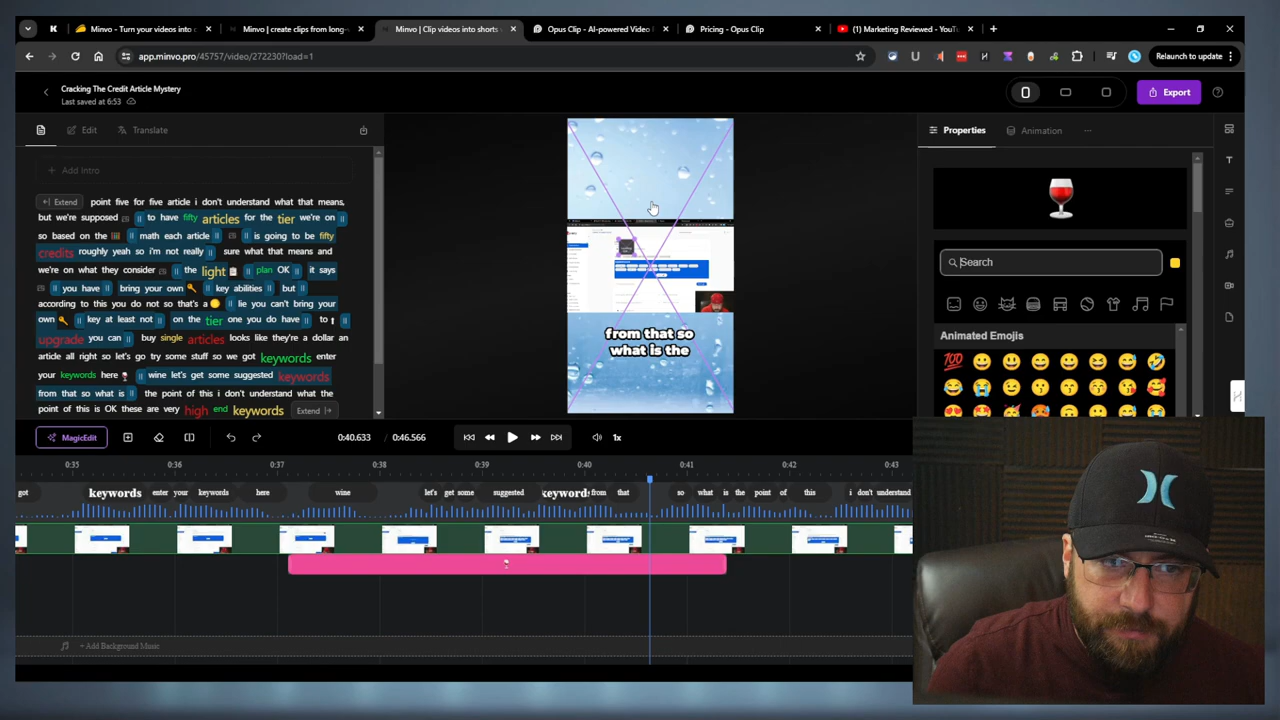 Minvo - Turn your videos into c
Minvo | create clips from long-
Minvo | Clip videos into shorts
Opus Clip - AI-powered Video
Pricing - Opus Clip
(1) Marketing Reviewed - YouTu
app.minvo.pro/45757/video/272230?load=1
Relaunch to update
Cracking The Credit Article Mystery
Last saved at 6:53
Export
Edit
Translate
Properties
Animation
Add Intro
Extend
point five for five article i don't understand what that means,
but we're supposed to have fifty articles for the tier we're on
so based on the math each article is going to be fifty
credits roughly yeah so i'm not really sure what that means and
we're on what they consider the light plan OK it says
you have bring your own key abilities but
according to this you do not so that's a lie you can't bring your
own key at least not on the tier one you do have to
upgrade you can buy single articles looks like they're a dollar an
article all right so let's go try some stuff so we got keywords enter
your keywords here wine let's get some suggested keywords
from that so what is the point of this i don't understand what the
point of this is OK these are very high end keywords
Extend
from that so
what is the
Search
Animated Emojis
MagicEdit
0:40.633 / 0:46.566
1x
0:35 0:36 0:37 0:38 0:39 0:40 0:41 0:42 0:43
got keywords enter your keywords here wine let's get some suggested keywords from that so what is the point of this i don't understand
+ Add Background Music